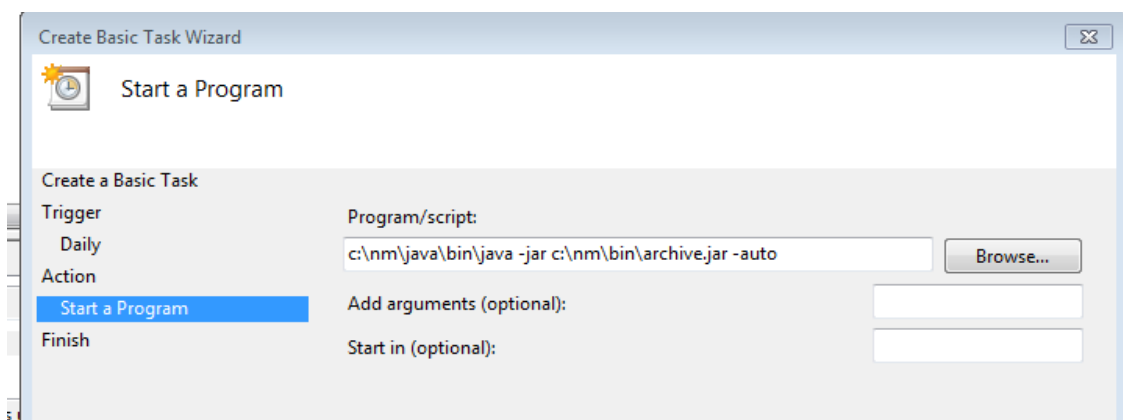 Create Basic Task Wizard
Start a Program
Create a Basic Task
Trigger
Daily
Action
Start a Program
Finish
Program/script:
c:\nm\java\bin\java -jar c:\nm\bin\archive.jar -auto
Browse...
Add arguments (optional):
Start in (optional):